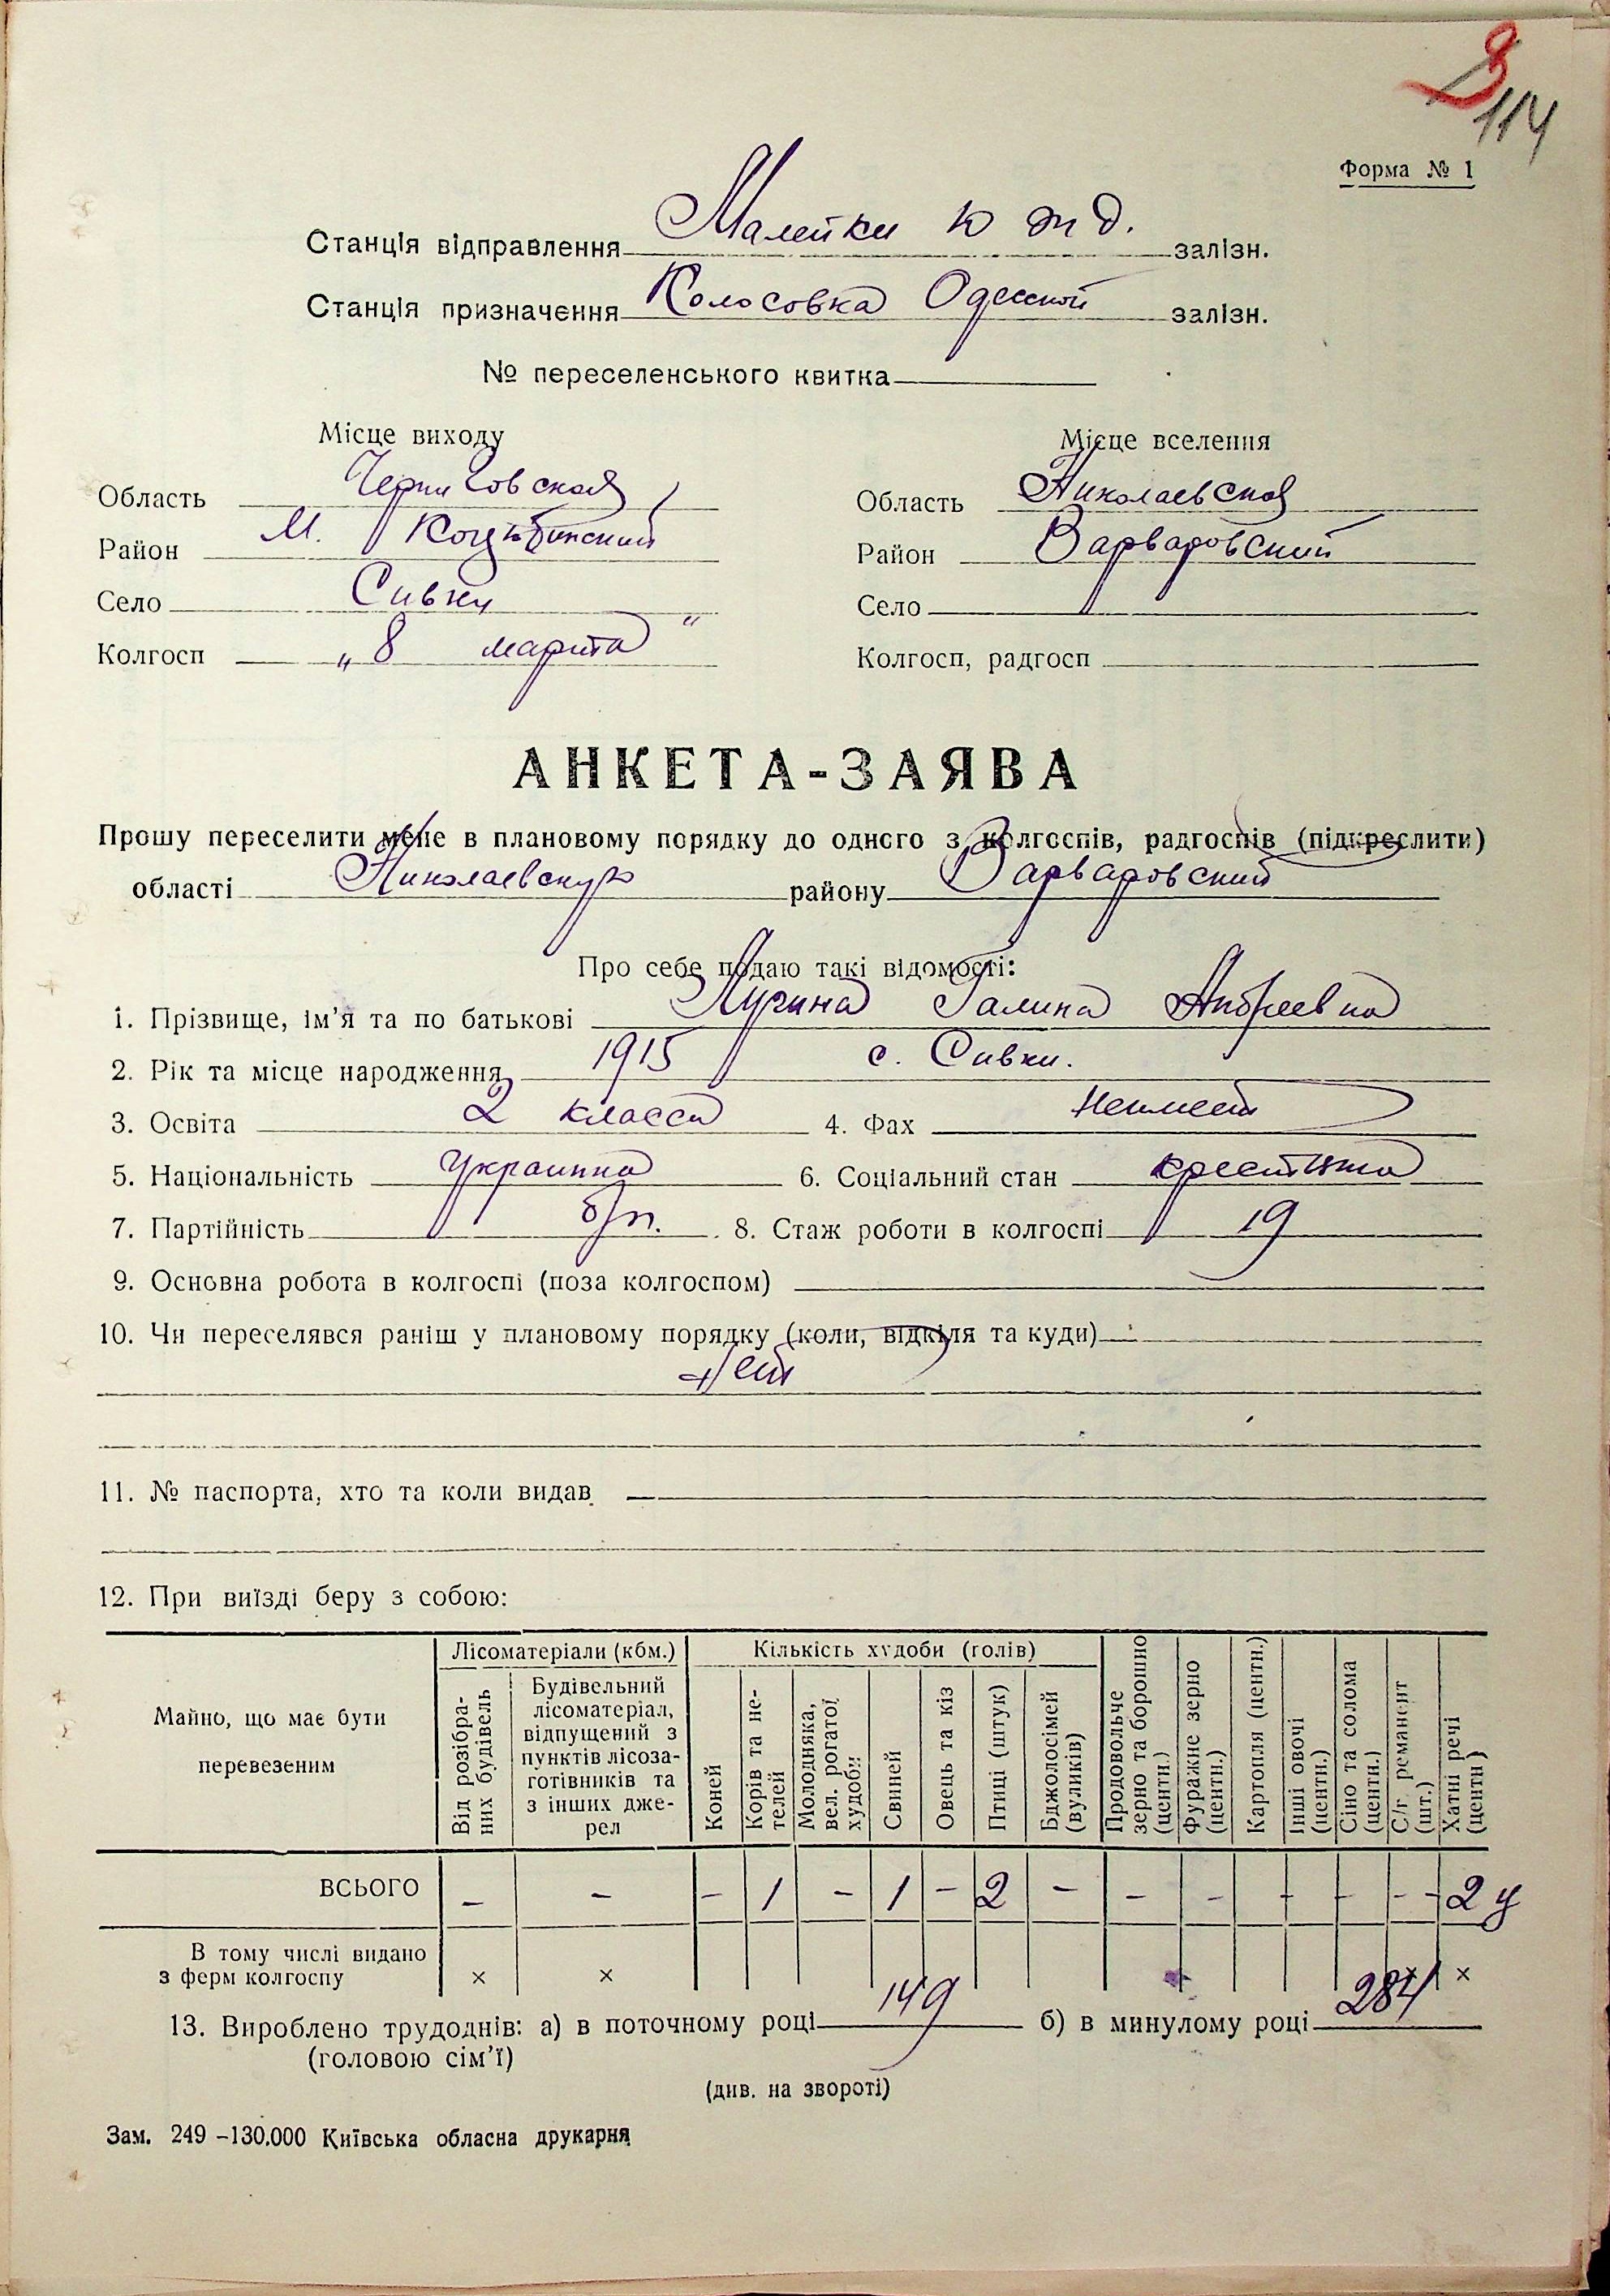 114
Форма № 1
Станція відправлення Малейки Ю ж д. залізн.
Станція призначення Колосовка Одесской залізн.
№ переселенського квитка
Місце виходу
Місце вселення
Область Черниговская
Область Николаевская
Район М. Коцюбинский
Район Варваровский
Село Сивки
Село
Колгосп „8 марта"
Колгосп, радгосп
АНКЕТА-ЗАЯВА
Прошу переселити мене в плановому порядку до одного з колгоспів, радгоспів (підкреслити)
області Николаевскую району Варваровский
Про себе подаю такі відомості:
1. Прізвище, ім'я та по батькові Лугина Галина Андреевна
2. Рік та місце народження 1915 с. Сивки.
3. Освіта 2 класса 4. Фах неимеет
5. Національність Украинка 6. Соціальний стан крестянка
7. Партійність б/п. 8. Стаж роботи в колгоспі 19
9. Основна робота в колгоспі (поза колгоспом)
10. Чи переселявся раніш у плановому порядку (коли, відкіля та куди)
Нет
11. № паспорта, хто та коли видав
12. При виїзді беру з собою:
Майно, що має бути перевезеним
Лісоматеріали (кбм.)
Кількість худоби (голів)
Від розібраних будівель
Будівельний лісоматеріал, відпущений з пунктів лісозаготівників та з інших джерел
Коней
Корів та нетелей
Молодняка, вел. рогатої худоби
Свиней
Овець та кіз
Птиці (штук)
Бджолосімей (вуликів)
Продовольче зерно та борошно (центн.)
Фуражне зерно (центн.)
Картопля (центн.)
Інші овочі (центн.)
Сіно та солома (центн.)
С/г. реманент (шт.)
Хатні речі (центн)
ВСЬОГО – – – 1 – 1 – 2 – – – – – – 2 ц
В тому числі видано з ферм колгоспу × × × ×
13. Вироблено трудоднів: а) в поточному році 149 б) в минулому році 284
(головою сім'ї)
(див. на звороті)
Зам. 249 –130.000 Київська обласна друкарня